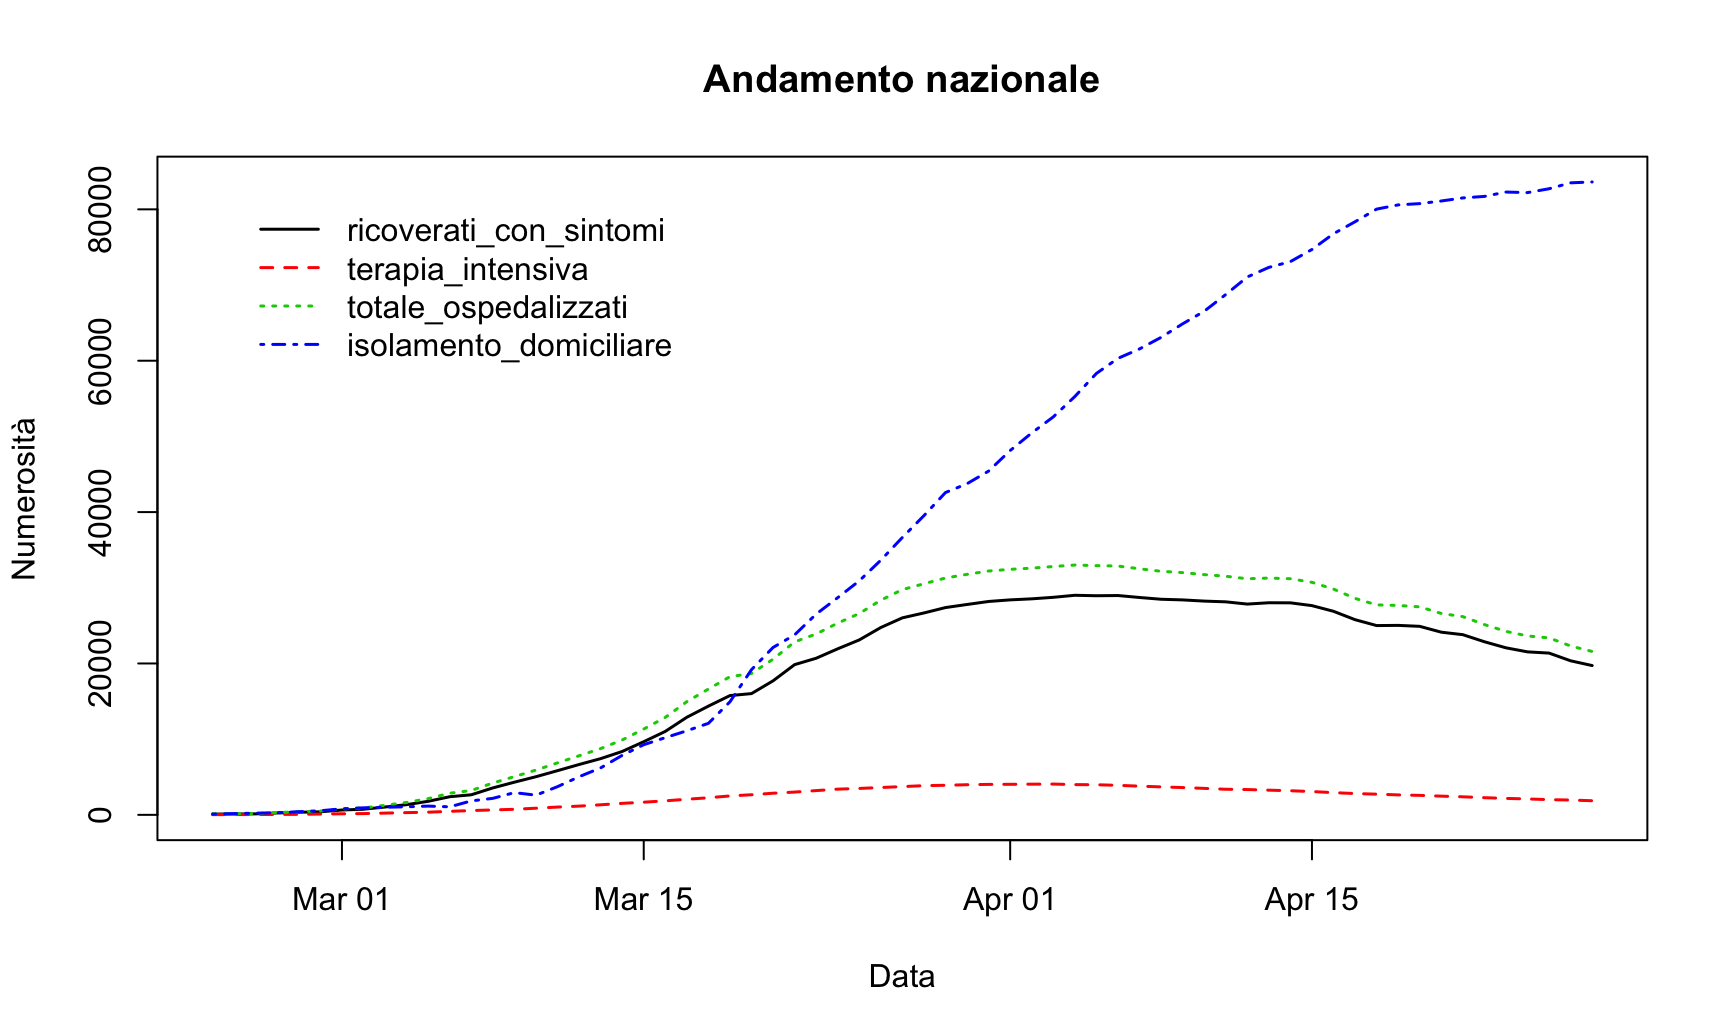 Andamento nazionale
ricoverati_con_sintomi
terapia_intensiva
totale_ospedalizzati
isolamento_domiciliare
Numerosità
80000
60000
40000
20000
0
Mar 01
Mar 15
Apr 01
Apr 15
Data